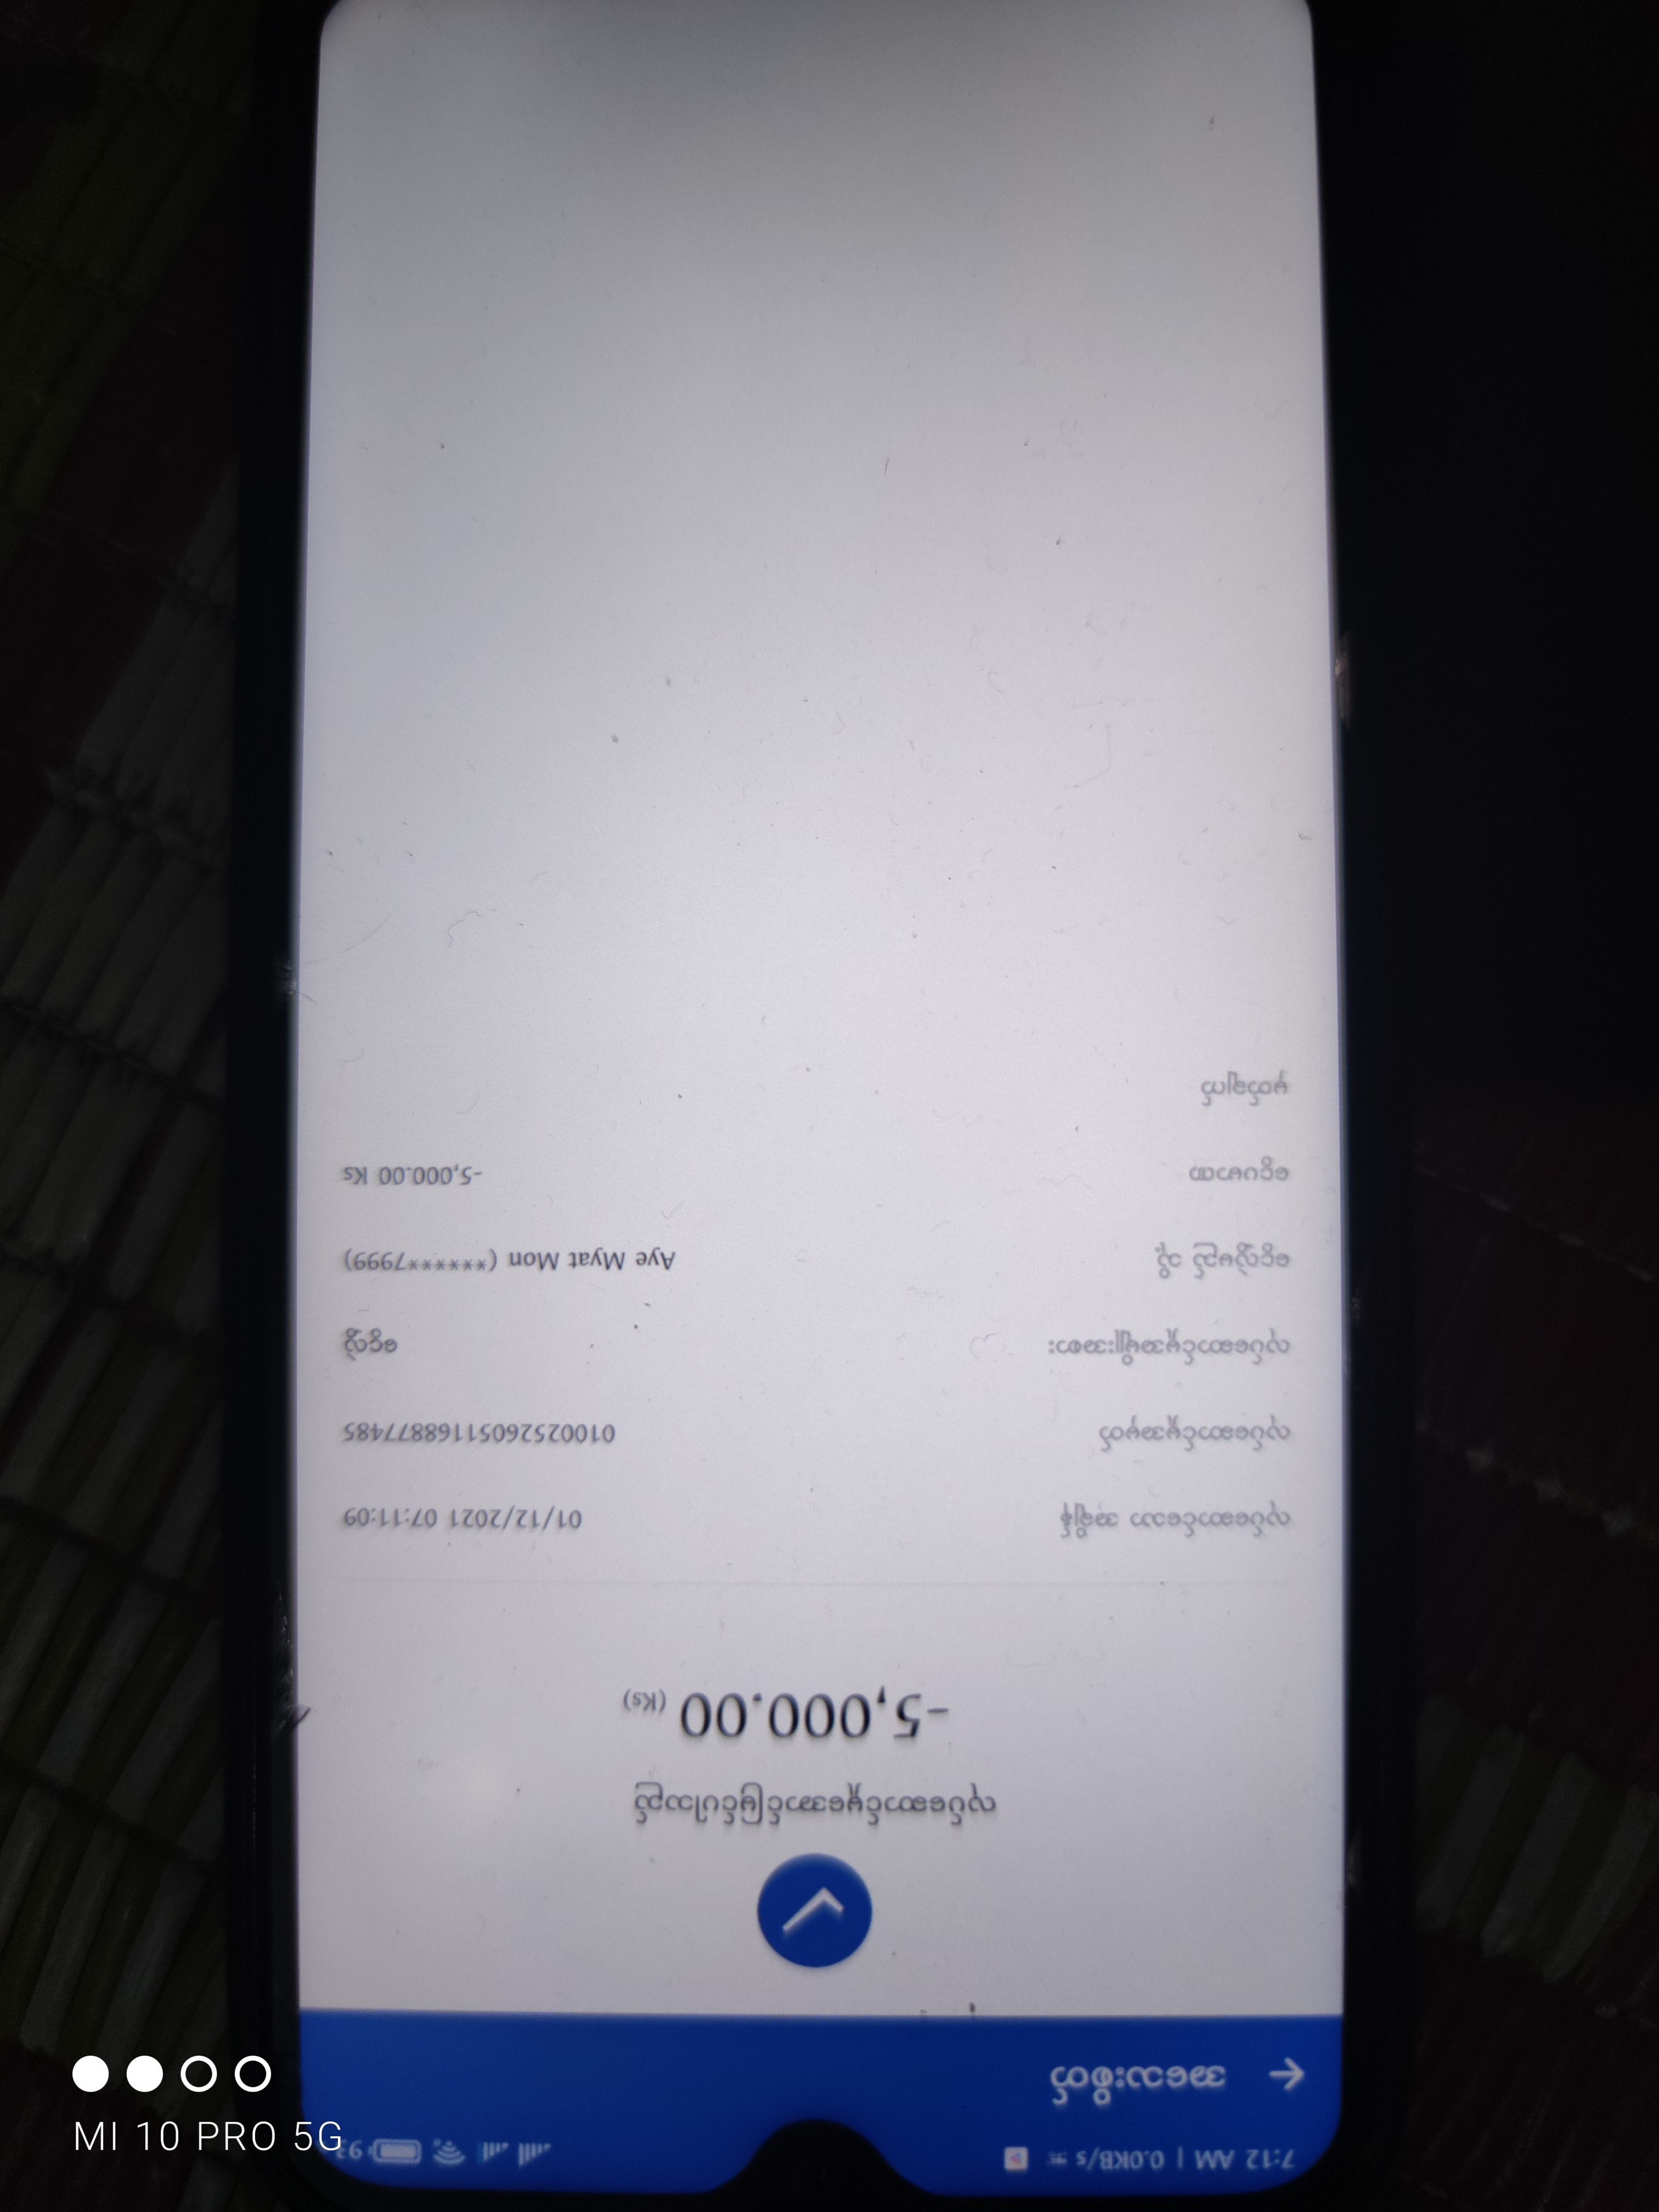 7:12 AM | 0.0KB/s
အသေးစိတ်
လုပ်ဆောင်မှုအောင်မြင်ပါသည်
-5,000.00 (Ks)
လုပ်ဆောင်သော အချိန် 01/12/2021 07:11:09
လုပ်ဆောင်မှုအမှတ် 01002526051168877485
လုပ်ဆောင်မှုအမျိုးအစား ငွေလွှဲ
ငွေလွှဲမည် သို့ Aye Myat Mon (******7999)
ငွေပမာဏ -5,000.00 Ks
မှတ်ချက်
MI 10 PRO 5G